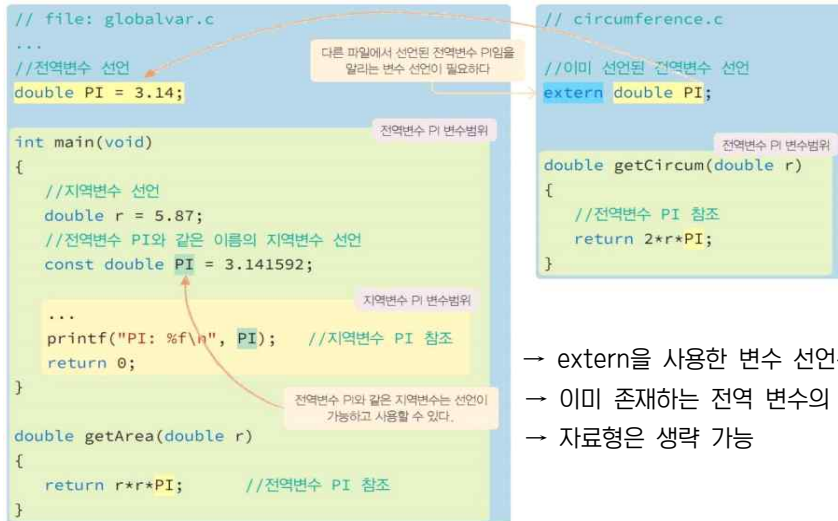 // file: globalvar.c
...
//전역변수 선언
double PI = 3.14;
다른 파일에서 선언된 전역변수 PI임을
알리는 변수 선언이 필요하다
전역변수 PI 변수범위
int main(void)
{
//지역변수 선언
double r = 5.87;
//전역변수 PI와 같은 이름의 지역변수 선언
const double PI = 3.141592;
지역변수 PI 변수범위
...
printf("PI: %f\n", PI); //지역변수 PI 참조
return 0;
}
전역변수 PI와 같은 지역변수는 선언이
가능하고 사용할 수 있다.
double getArea(double r)
{
return r*r*PI; //전역변수 PI 참조
}
// circumference.c
//이미 선언된 전역변수 선언
extern double PI;
전역변수 PI 변수범위
double getCircum(double r)
{
//전역변수 PI 참조
return 2*r*PI;
}
→ extern을 사용한 변수 선언
→ 이미 존재하는 전역 변수의
→ 자료형은 생략 가능